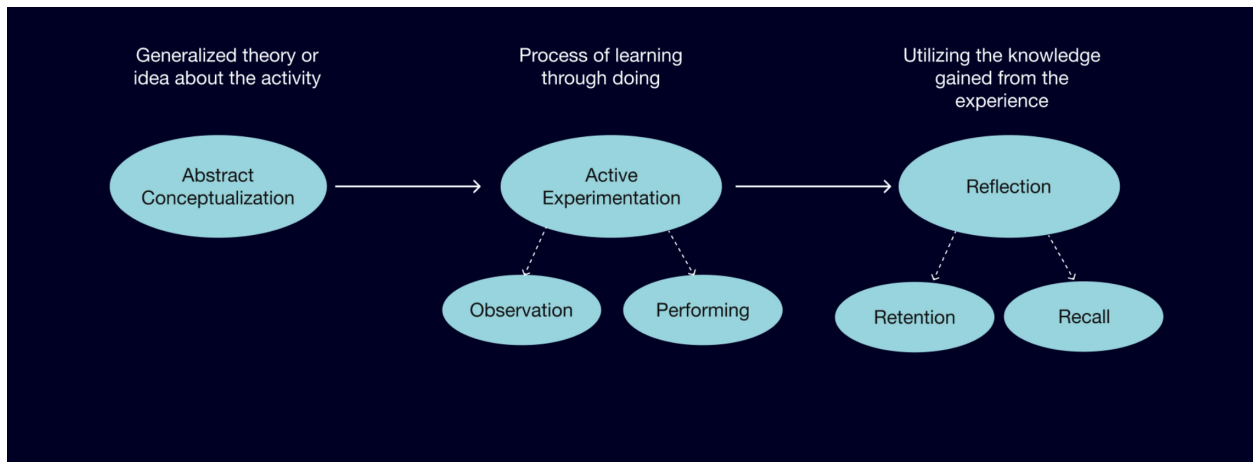 Generalized theory or
idea about the activity
Process of learning
through doing
Utilizing the knowledge
gained from the
experience
Abstract
Conceptualization
Active
Experimentation
Reflection
Observation
Performing
Retention
Recall